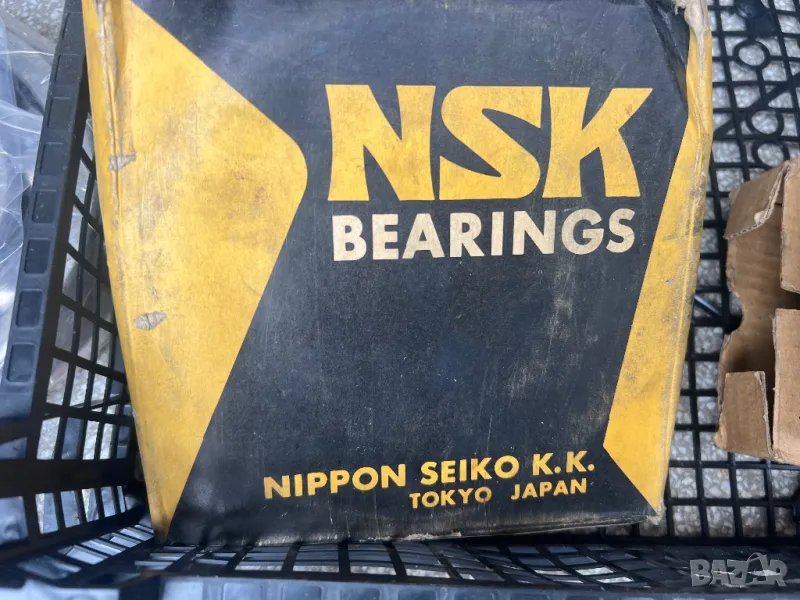 NSK
BEARINGS
NIPPON SEIKO K.K.
TOKYO JAPAN
BAZAR